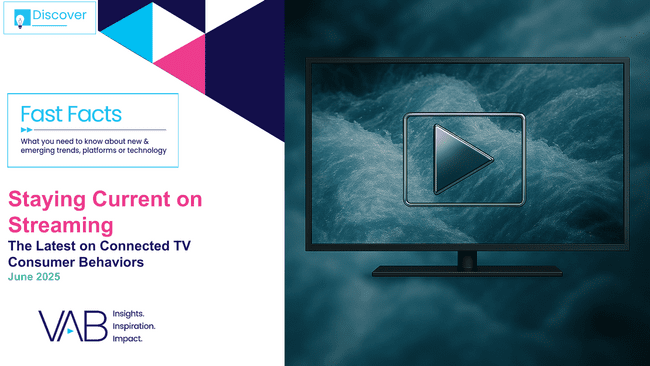 Discover
Fast Facts
What you need to know about new &
emerging trends, platforms or technology
Staying Current on
Streaming
The Latest on Connected TV
Consumer Behaviors
June 2025
VAB
Insights.
Inspiration.
Impact.